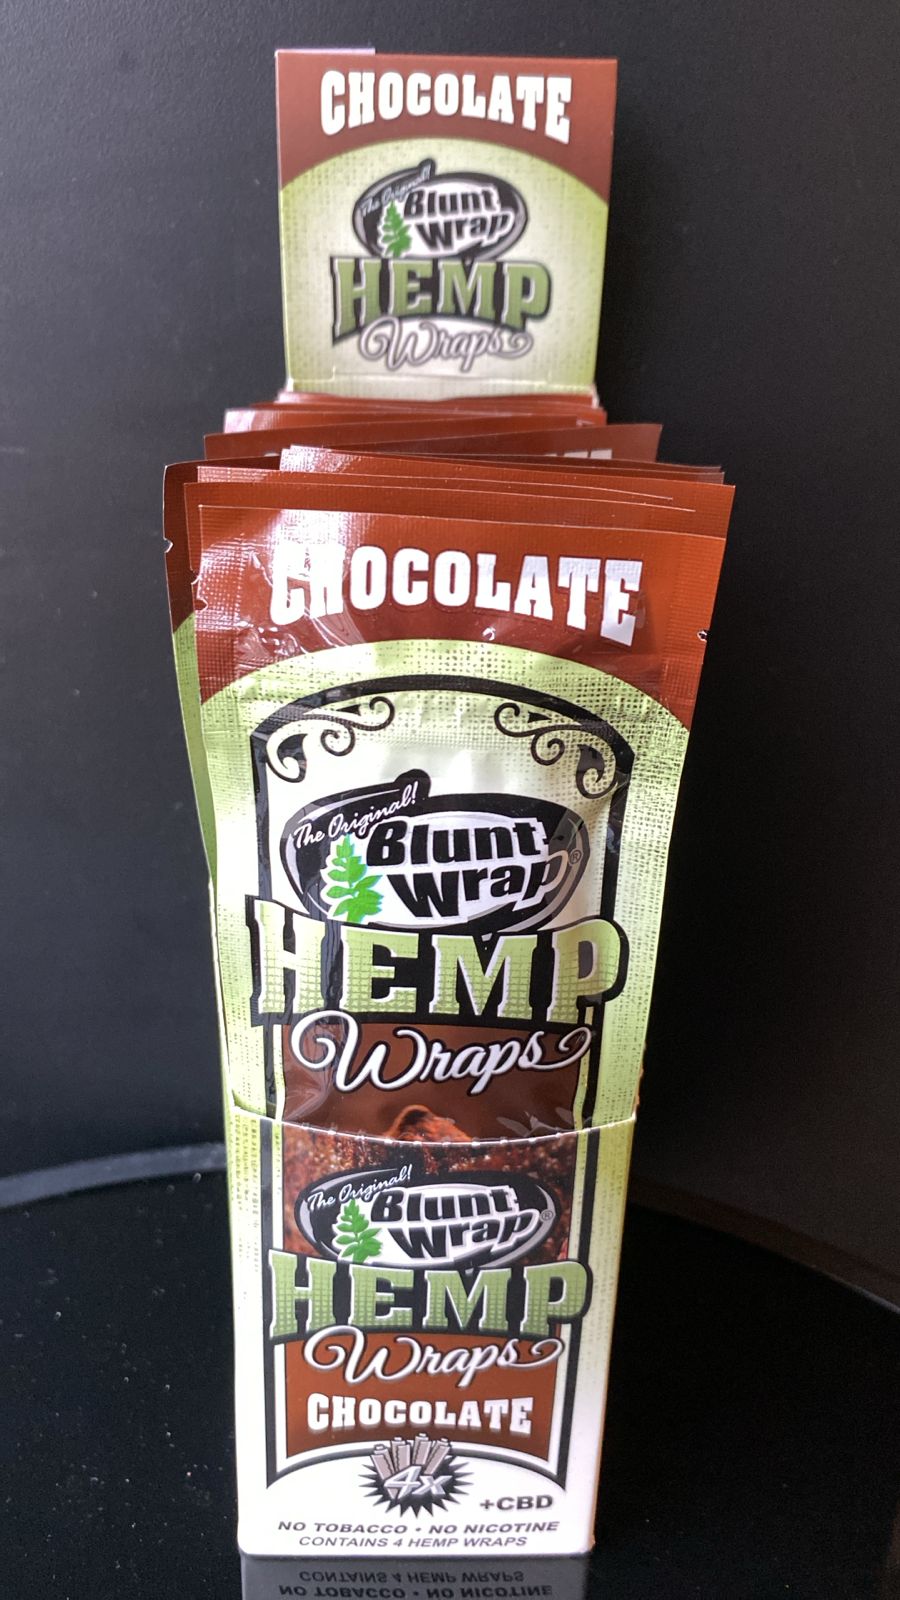 CHOCOLATE
The Original!
Blunt
Wrap
HEMP
Wraps
CHOCOLATE
The Original!
Blunt
Wrap®
HEMP
Wraps
The Original!
Blunt
Wrap®
HEMP
Wraps
CHOCOLATE
4x
+CBD
NO TOBACCO • NO NICOTINE
CONTAINS 4 HEMP WRAPS